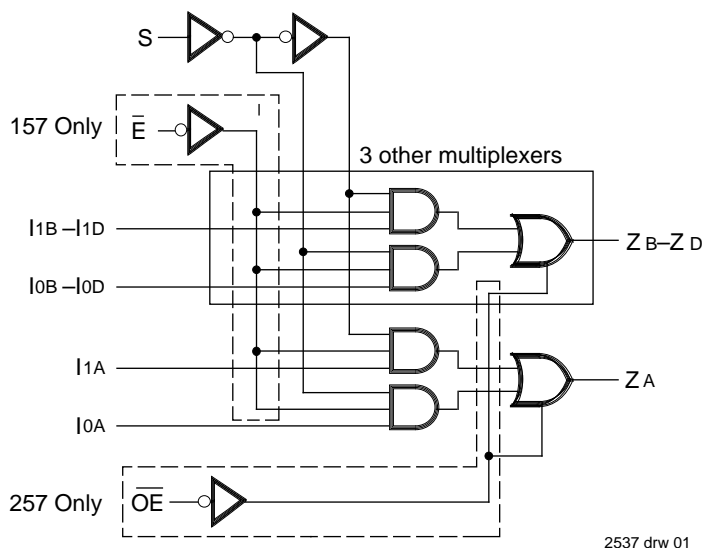 S
157 Only
E
3 other multiplexers
I1B –I1D
Z B–Z D
I0B –I0D
I1A
Z A
I0A
257 Only
OE
2537 drw 01